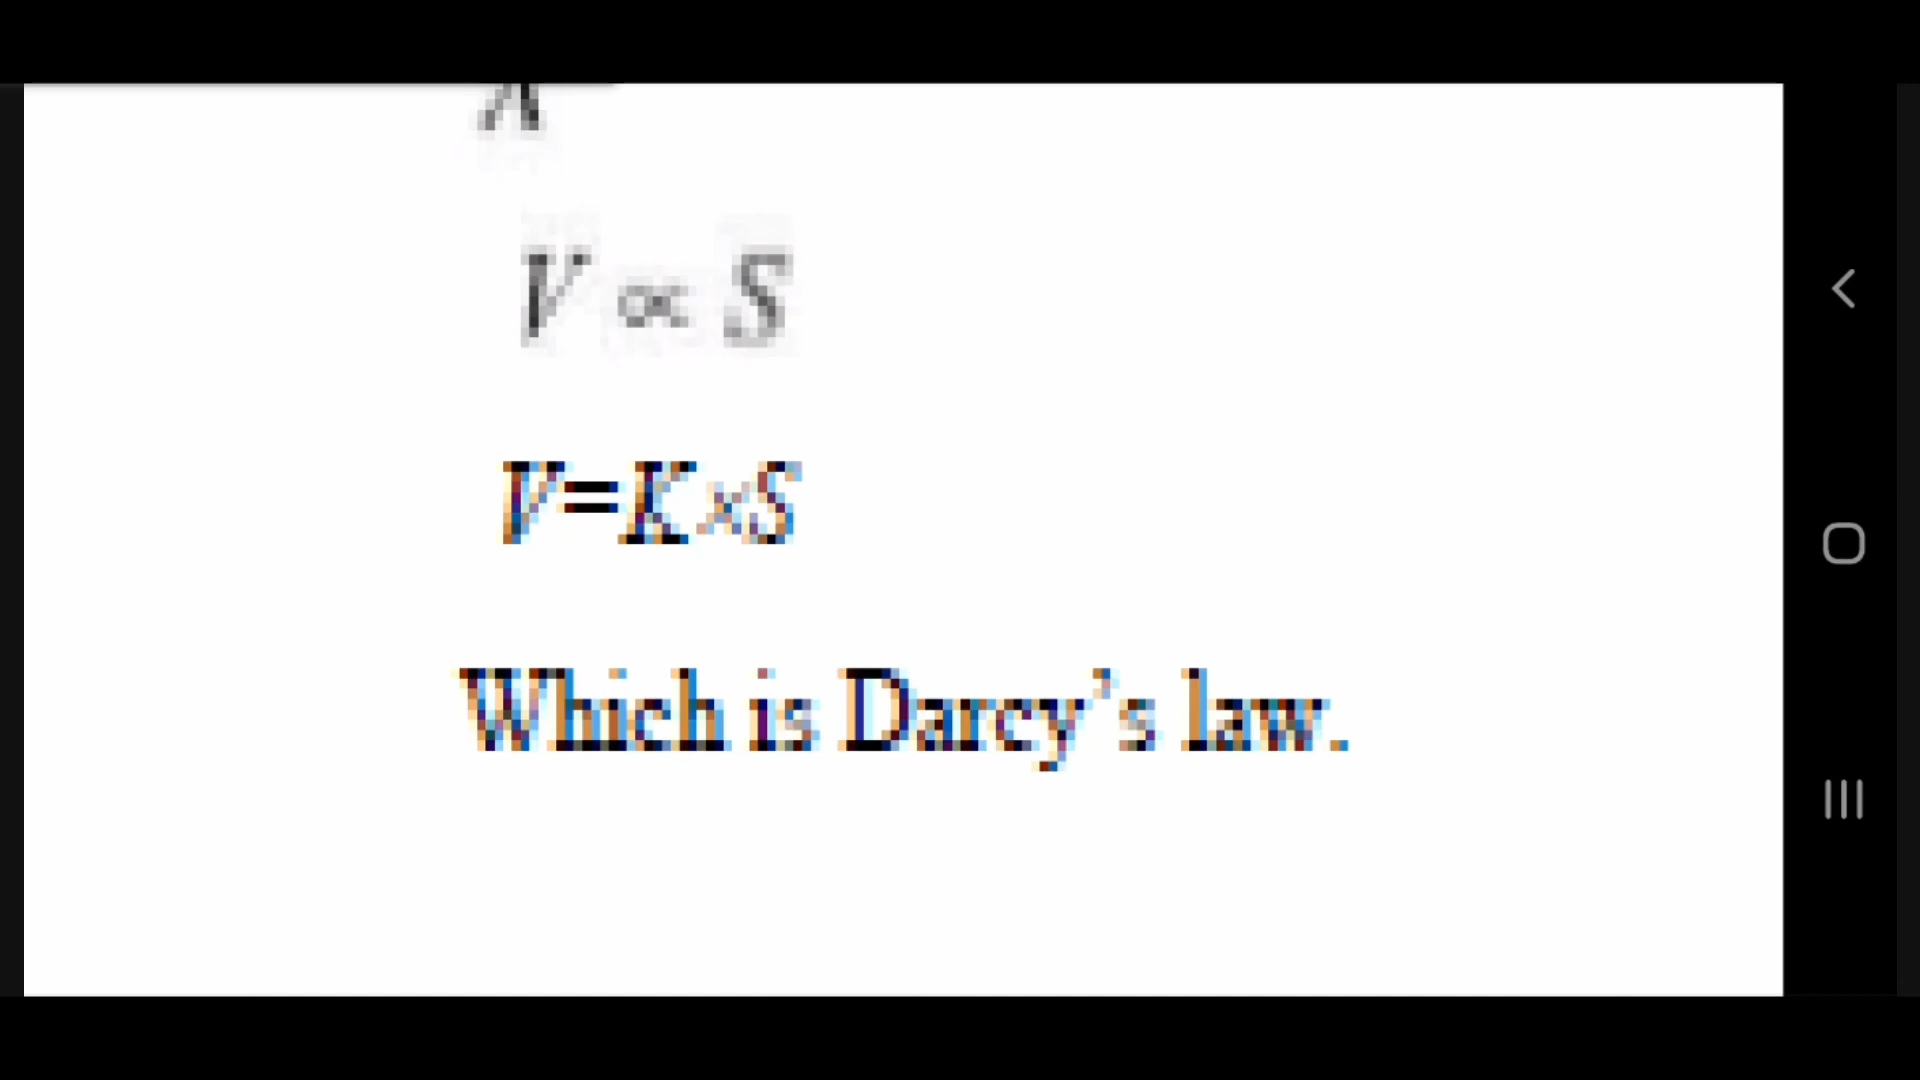 V ∝ S
V=K×S
Which is Darcy’s law.